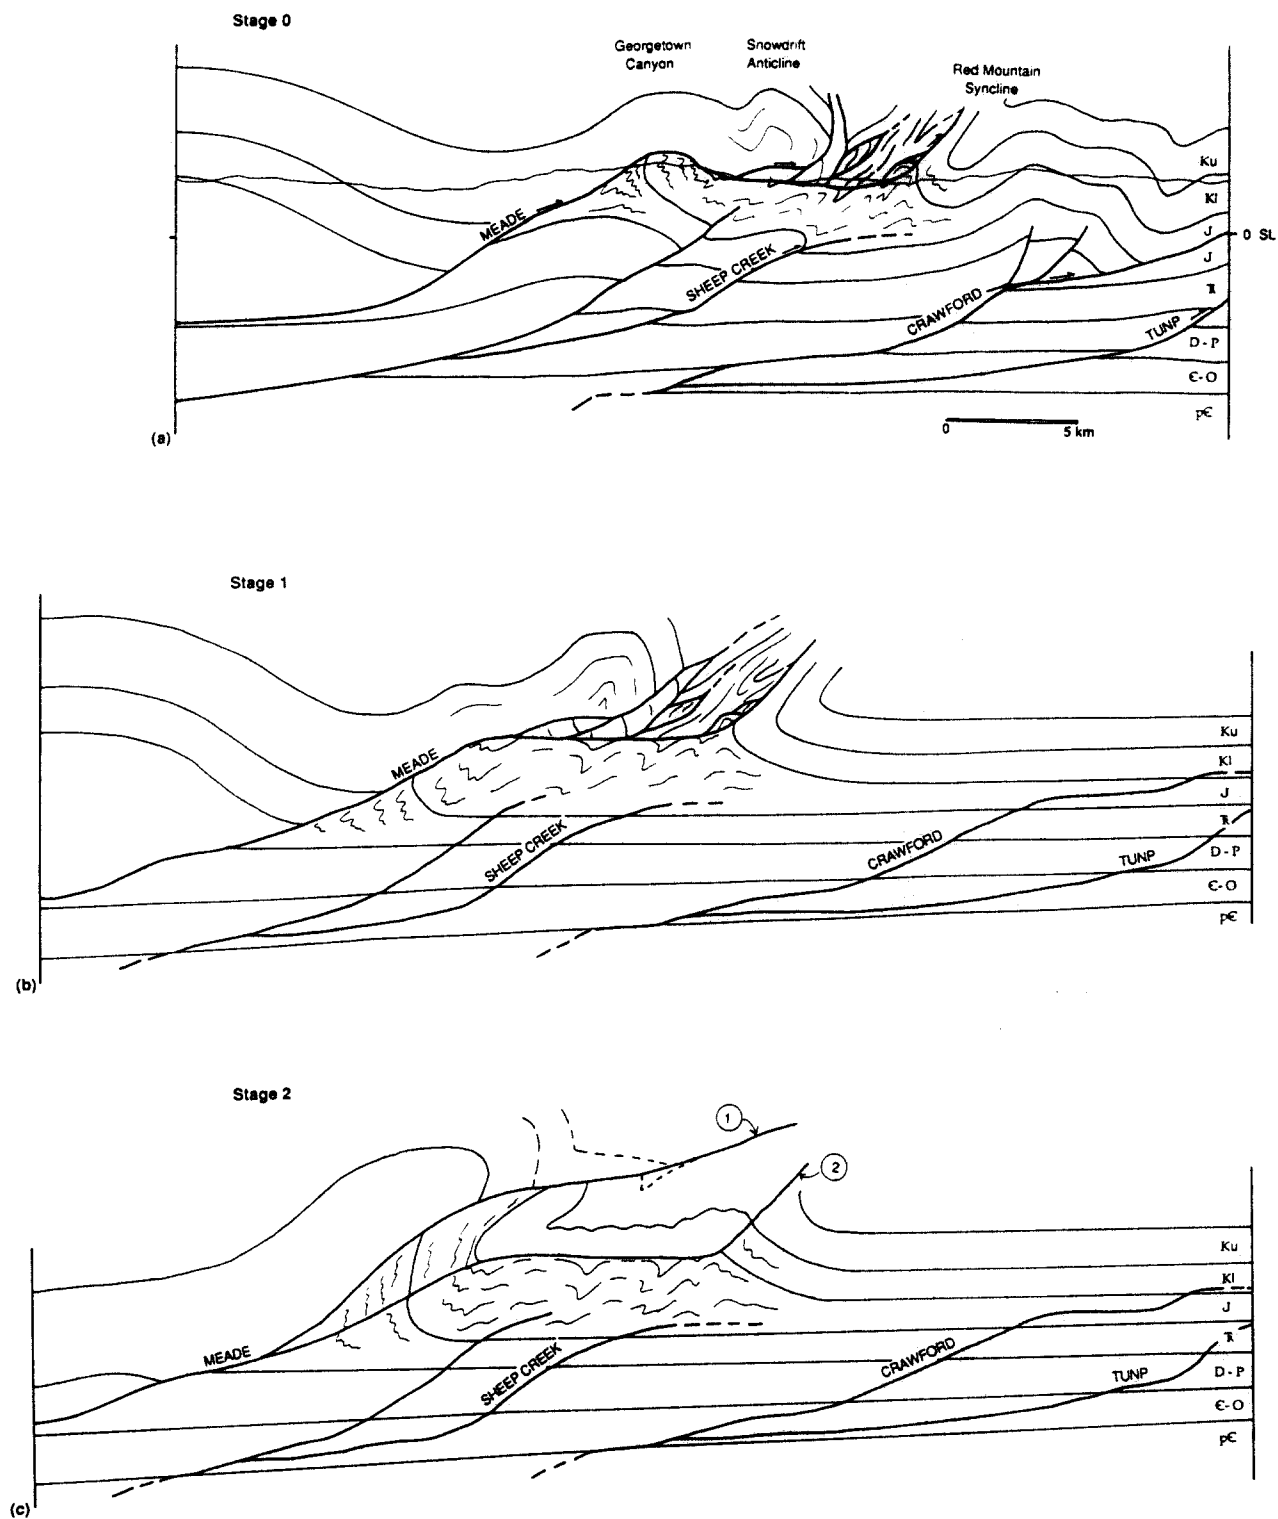 Stage 0
Georgetown
Canyon
Snowdrift
Anticline
Red Mountain
Syncline
Ku
Kl
MEADE
J
0 SL
J
SHEEP CREEK
Ꞧ
CRAWFORD
TUNP
D - P
Є-O
pЄ
0
5 km
(a)
Stage 1
Ku
MEADE
Kl
J
Ꞧ
SHEEP CREEK
CRAWFORD
TUNP
D - P
Є-O
pЄ
(b)
Stage 2
1
2
Ku
Kl
J
MEADE
Ꞧ
SHEEP CREEK
CRAWFORD
TUNP
D - P
Є-O
pЄ
(c)